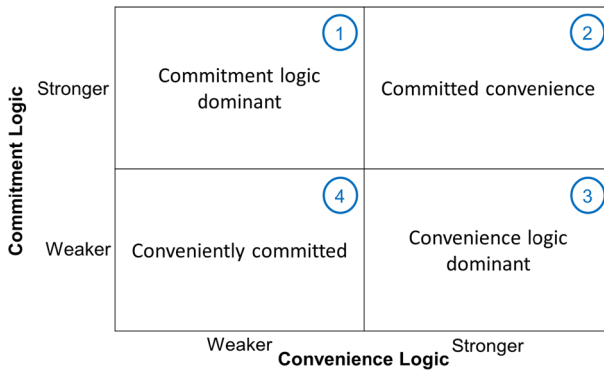 1
2
Commitment logic
dominant
Committed convenience
Stronger
Commitment Logic
4
3
Conveniently committed
Convenience logic
dominant
Weaker
Weaker
Stronger
Convenience Logic